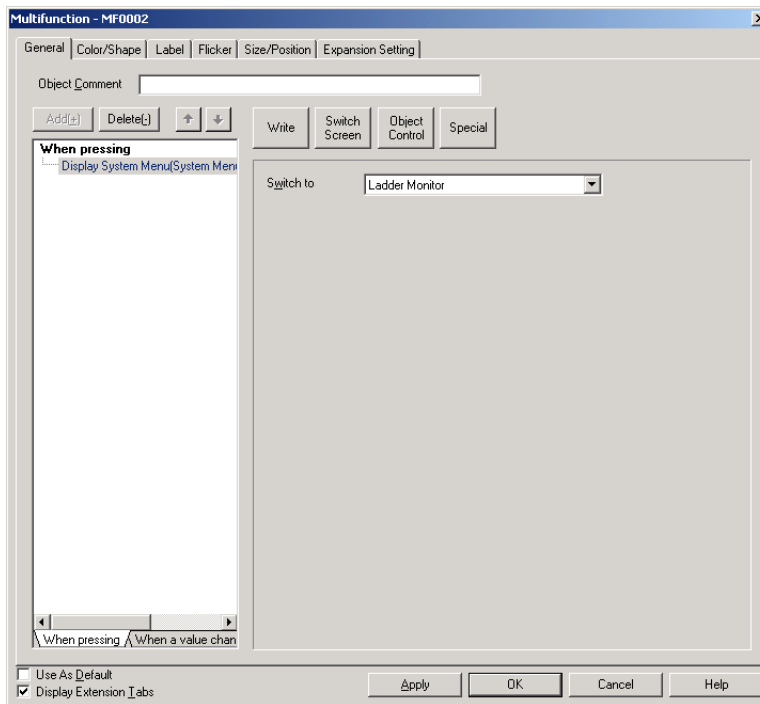 Multifunction - MF0002
General Color/Shape Label Flicker Size/Position Expansion Setting
Object Comment
Add(+) Delete(-)
Write Switch Screen Object Control Special
When pressing
Display System Menu(System Men
Switch to Ladder Monitor
When pressing When a value chan
Use As Default
Display Extension Tabs
Apply OK Cancel Help